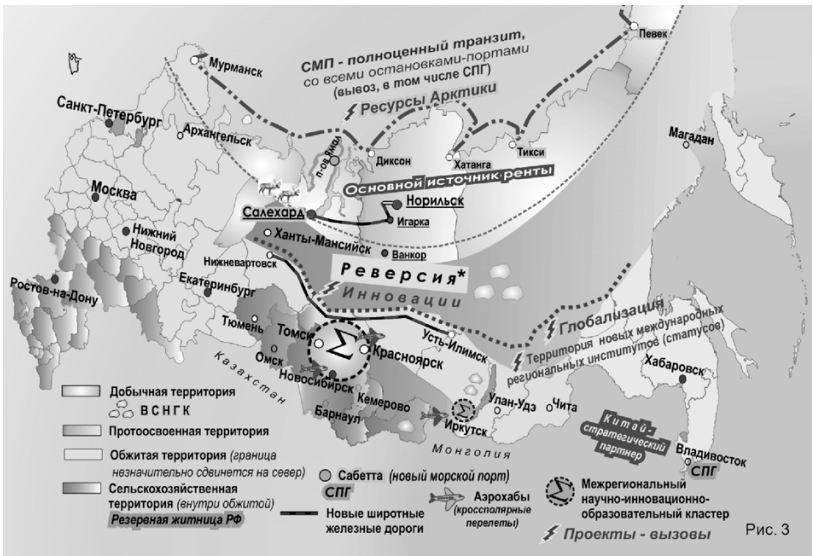 Певек
СМП - полноценный транзит,
со всеми остановками-портами
(вывоз, в том числе СПГ)
Мурманск
Ресурсы Арктики
Санкт-Петербург
Архангельск
п-ов Ямал
Диксон
Хатанга
Тикси
Магадан
Основной источник ренты
Москва
Норильск
Салехард
Игарка
Нижний
Новгород
Ханты-Мансийск
Ванкор
Нижневартовск
Реверсия*
Инновации
Ростов-на-Дону
Екатеринбург
Глобализация
Территория новых международных
региональных институтов (статусов)
Тюмень
Томск
Σ
Усть-Илимск
Красноярск
Казахстан
Омск
Новосибирск
Хабаровск
Кемерово
Барнаул
Σ
Улан-Удэ
Чита
Иркутск
Монголия
Китай-
стратегический
партнер
Владивосток
СПГ
Добычная территория
ВСНГК
Протоосвоенная территория
Обжитая территория (граница
незначительно сдвинется на север)
Сельскохозяйственная
территория (внутри обжитой)
Резервная житница РФ
Сабетта (новый морской порт)
СПГ
Новые широтные
железные дороги
Аэрохабы
(кроссполярные
перелеты)
Σ
Межрегиональный
научно-инновационно-
образовательный кластер
Проекты - вызовы
Рис. 3